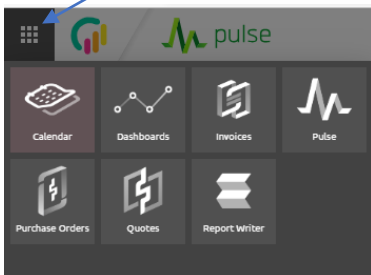 pulse
Calendar
Dashboards
Invoices
Pulse
Purchase Orders
Quotes
Report Writer